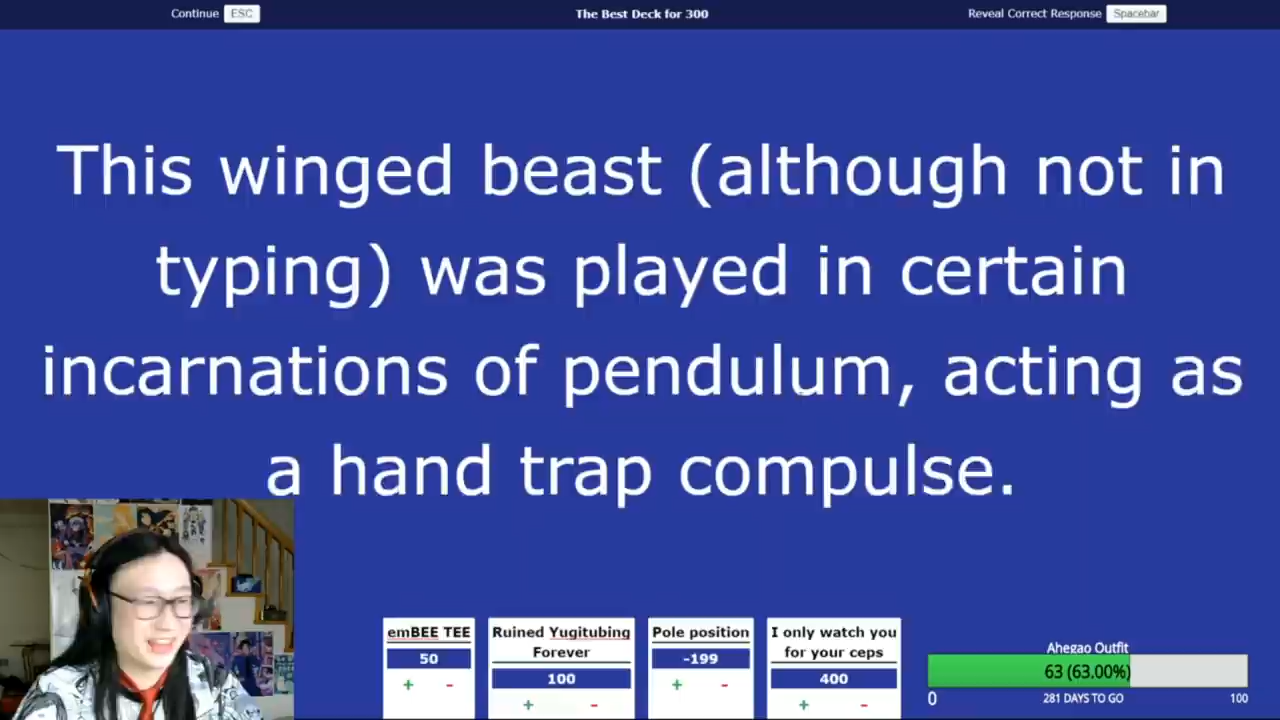 Continue ESC The Best Deck for 300 Reveal Correct Response Spacebar
This winged beast (although not in
typing) was played in certain
incarnations of pendulum, acting as
a hand trap compulse.
emBEE TEE
50
+ -
Ruined Yugitubing
Forever
100
+ -
Pole position
-199
+ -
I only watch you
for your ceps
400
+ -
Ahegao Outfit
63 (63.00%)
0 281 DAYS TO GO 100